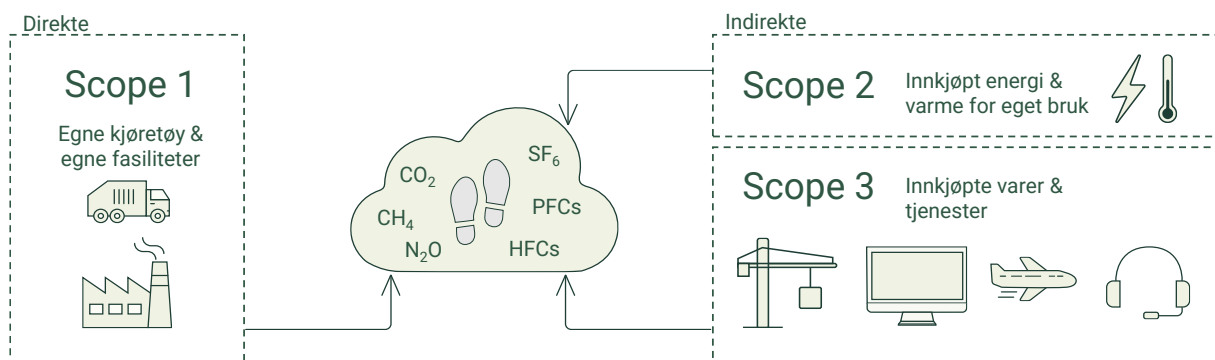 Direkte
Scope 1
Egne kjøretøy &
egne fasiliteter
CO₂
SF₆
CH₄
PFCs
N₂O
HFCs
Indirekte
Scope 2
Innkjøpt energi &
varme for eget bruk
Scope 3
Innkjøpte varer &
tjenester